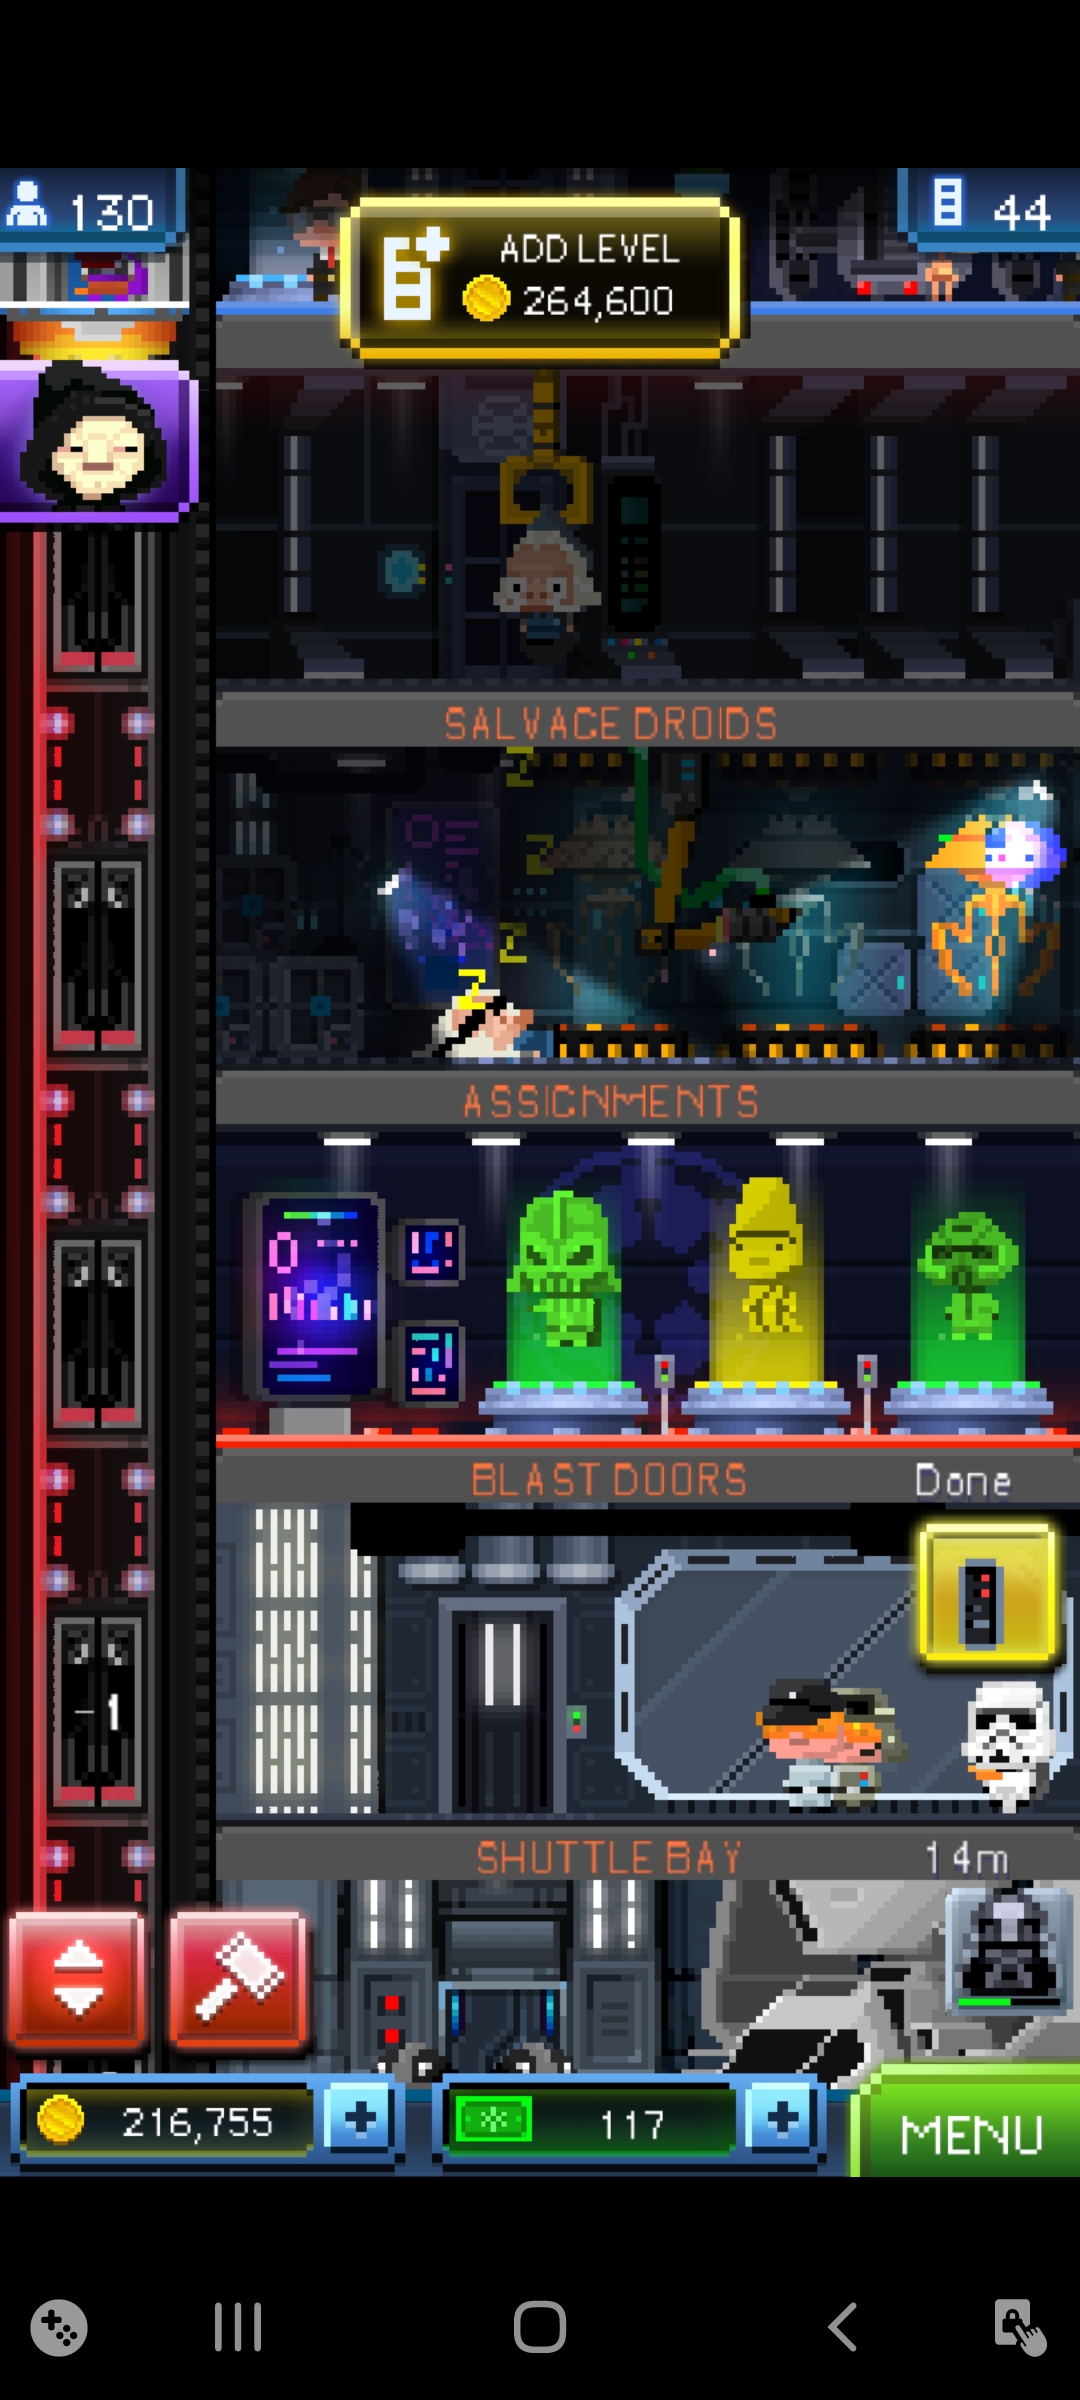 130
ADD LEVEL
264,600
44
SALVAGE DROIDS
Z
Z
Z
Z
ASSIGNMENTS
BLAST DOORS Done
-1
SHUTTLE BAY 14m
216,755
117
MENU